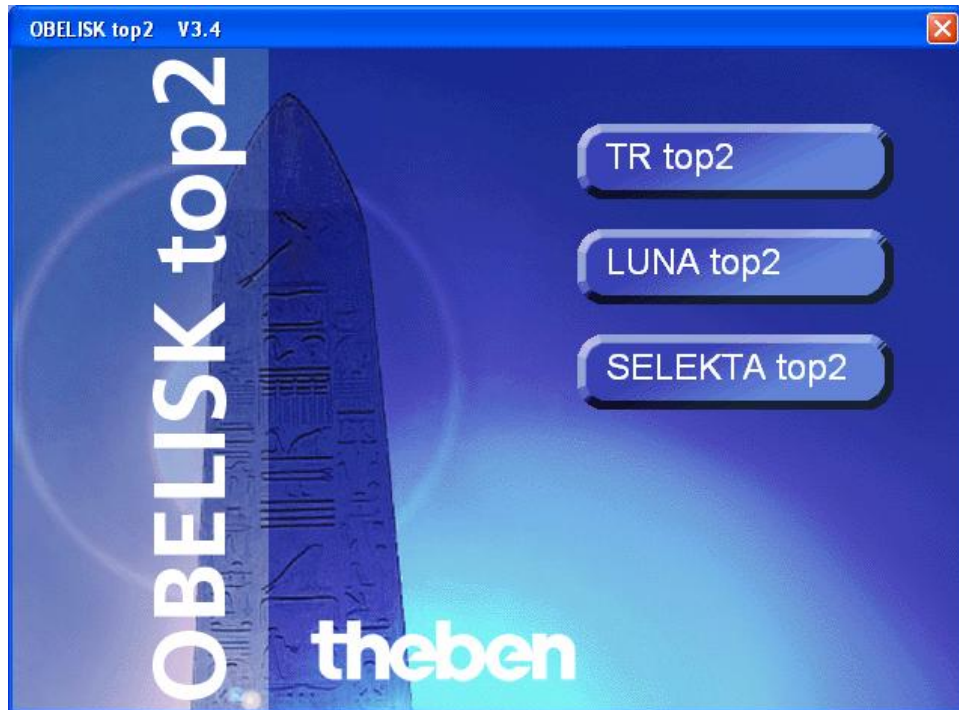 OBELISK top2 V3.4
OBELISK top2
TR top2
LUNA top2
SELEKTA top2
theben